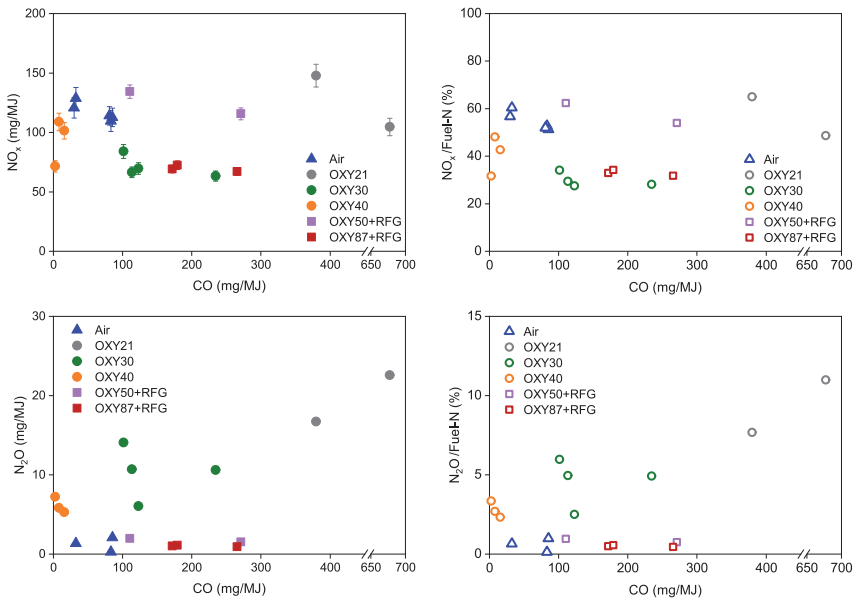 200
150
100
50
0
NOx (mg/MJ)
0 100 200 300 400 650 700
CO (mg/MJ)
Air
OXY21
OXY30
OXY40
OXY50+RFG
OXY87+RFG
100
80
60
40
20
0
NOx/Fuel-N (%)
0 100 200 300 400 650 700
CO (mg/MJ)
Air
OXY21
OXY30
OXY40
OXY50+RFG
OXY87+RFG
30
20
10
0
N2O (mg/MJ)
0 100 200 300 400 650 700
CO (mg/MJ)
Air
OXY21
OXY30
OXY40
OXY50+RFG
OXY87+RFG
15
10
5
0
N2O/Fuel-N (%)
0 100 200 300 400 650 700
CO (mg/MJ)
Air
OXY21
OXY30
OXY40
OXY50+RFG
OXY87+RFG